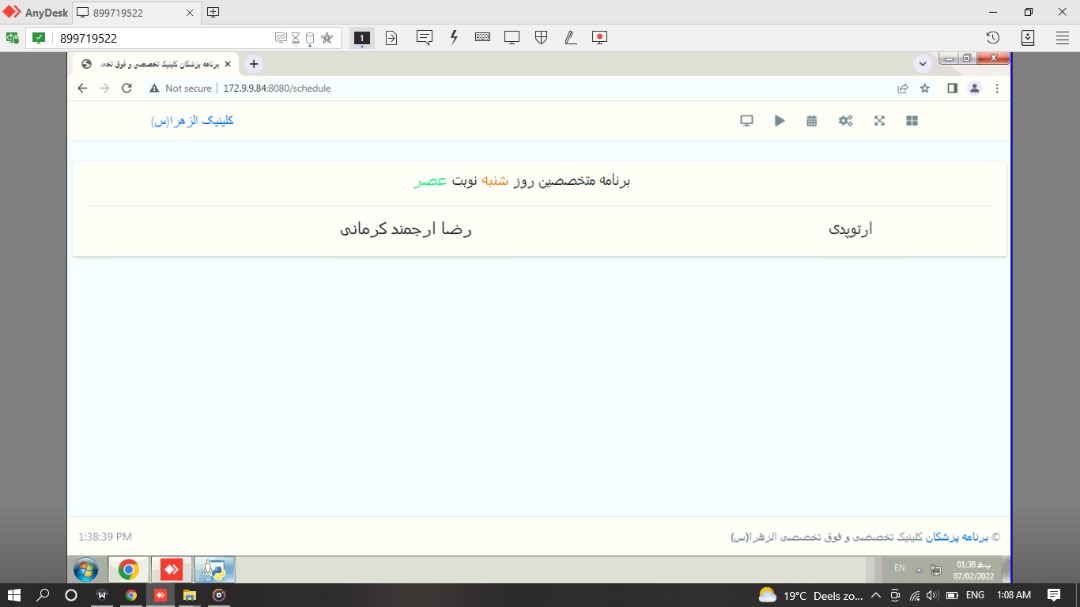 AnyDesk 899719522
899719522
1
برنامه پزشکان کلینیک تخصصی و فوق تخصـ
Not secure 172.9.9.84:8080/schedule
کلینیک الزهرا(س)
برنامه متخصصین روز شنبه نوبت عصر
ارتوپدی رضا ارجمند کرمانی
© برنامه پزشکان کلینیک تخصصی و فوق تخصصی الزهرا(س)
1:38:39 PM
EN 01:38 ب.ظ
07/02/2022
19°C Deels zo... ENG 1:08 AM